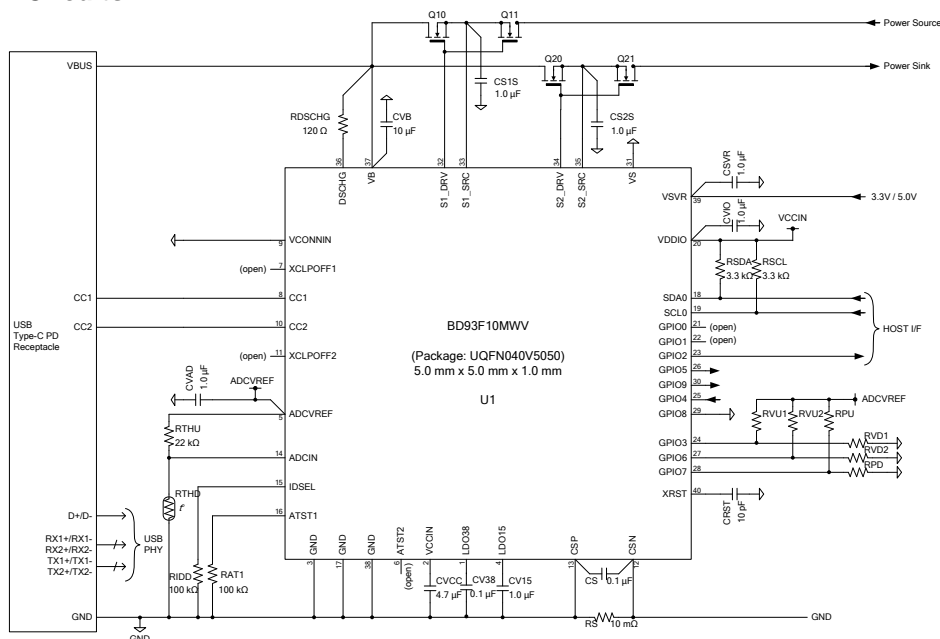 Q10
Q11
Power Source
VBUS
Q20
Q21
Power Sink
CS1S
1.0 µF
RDSCHG
120 Ω
CVB
10 µF
CS2S
1.0 µF
36
37
32
33
34
35
31
DSCHG
VB
S1_DRV
S1_SRC
S2_DRV
S2_SRC
VS
CSVR
1.0 µF
VSVR
39
3.3V / 5.0V
CVIO
1.0 µF
VCCIN
VDDIO
20
VCONNIN
9
RSDA
3.3 kΩ
RSCL
3.3 kΩ
(open)
7
XCLPOFF1
CC1
8
CC1
SDA0
18
SCL0
19
USB
Type-C PD
Receptacle
CC2
10
CC2
BD93F10MWV
GPIO0
21
(open)
GPIO1
22
(open)
HOST I/F
(open)
11
XCLPOFF2
(Package: UQFN040V5050)
5.0 mm x 5.0 mm x 1.0 mm
U1
GPIO2
23
GPIO5
26
GPIO9
30
GPIO4
25
GPIO8
29
CVAD
1.0 µF
ADCVREF
5
ADCVREF
ADCVREF
RVU1
RVU2
RPU
RTHU
22 kΩ
14
ADCIN
GPIO3
24
RVD1
GPIO6
27
RVD2
GPIO7
28
RPD
15
IDSEL
RTHD
t°
XRST
40
CRST
10 pF
16
ATST1
D+/D-
RX1+/RX1-
RX2+/RX2-
TX1+/TX1-
TX2+/TX2-
USB
PHY
RIDD
100 kΩ
RAT1
100 kΩ
GND
GND
GND
ATST2
VCCIN
LDO38
LDO15
CSP
CSN
3
17
38
6
2
1
4
13
12
(open)
CVCC
4.7 µF
CV38
0.1 µF
CV15
1.0 µF
CS
0.1 µF
GND
RS
10 mΩ
GND
GND